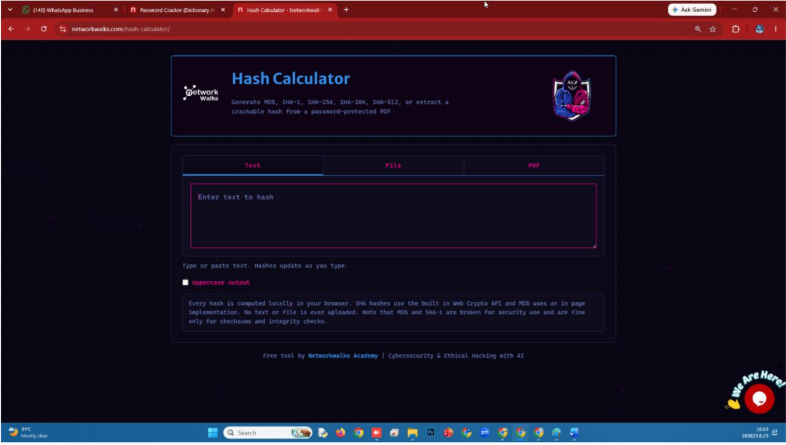 (140) WhatsApp Business
Password Cracker (Dictionary A
Hash Calculator - Networkwalk
Ask Gemini
networkwalks.com/hash-calculator/
network
Walks
Hash Calculator
Generate MD5, SHA-1, SHA-256, SHA-384, SHA-512, or extract a
crackable hash from a password-protected PDF
Text
File
PDF
Enter text to hash
Type or paste text. Hashes update as you type.
Uppercase output
Every hash is computed locally in your browser. SHA hashes use the built in Web Crypto API and MD5 uses an in page
implementation. No text or file is ever uploaded. Note that MD5 and SHA-1 are broken for security use and are fine
only for checksums and integrity checks.
Free tool by Networkwalks Academy | Cybersecurity & Ethical Hacking with AI
We Are Here!
31°C
Mostly clear
Search